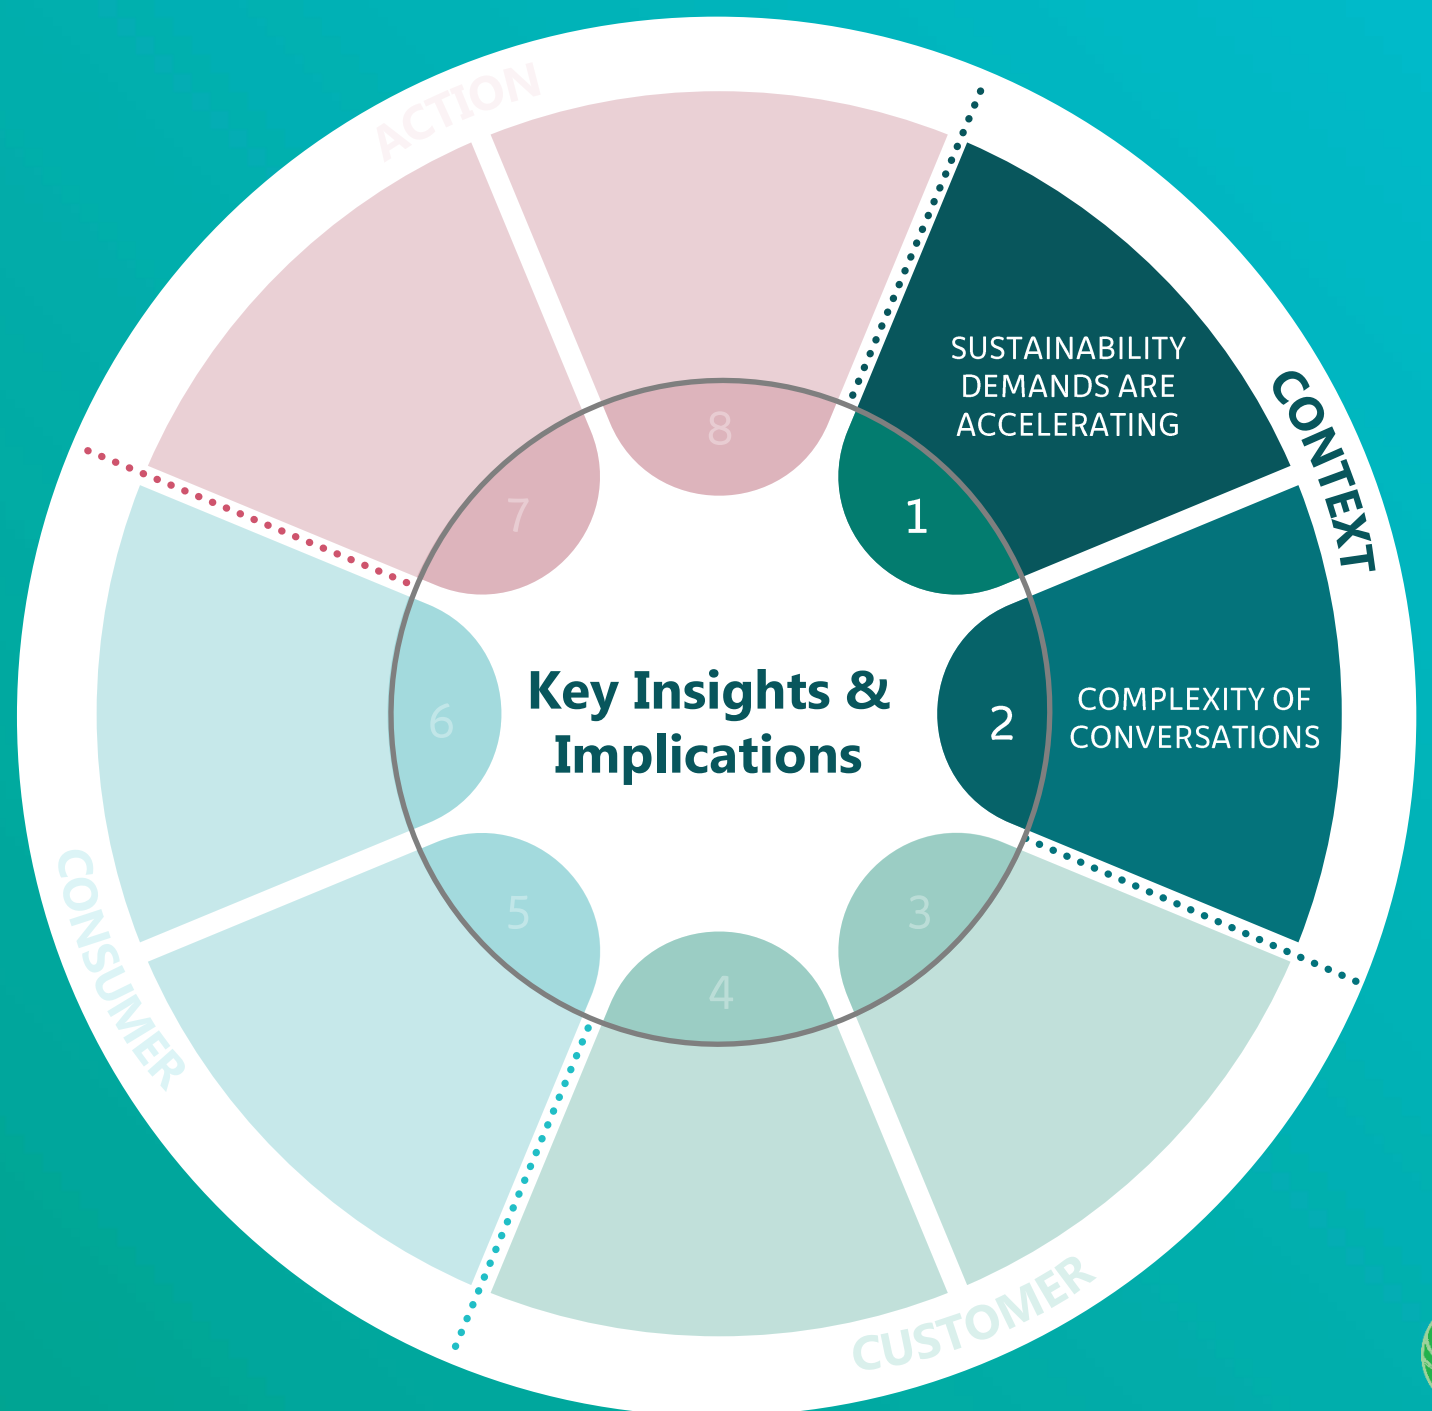 Key Insights &
Implications
CONTEXT
1
SUSTAINABILITY
DEMANDS ARE
ACCELERATING
2
COMPLEXITY OF
CONVERSATIONS
CUSTOMER
3
4
CONSUMER
5
6
ACTION
7
8